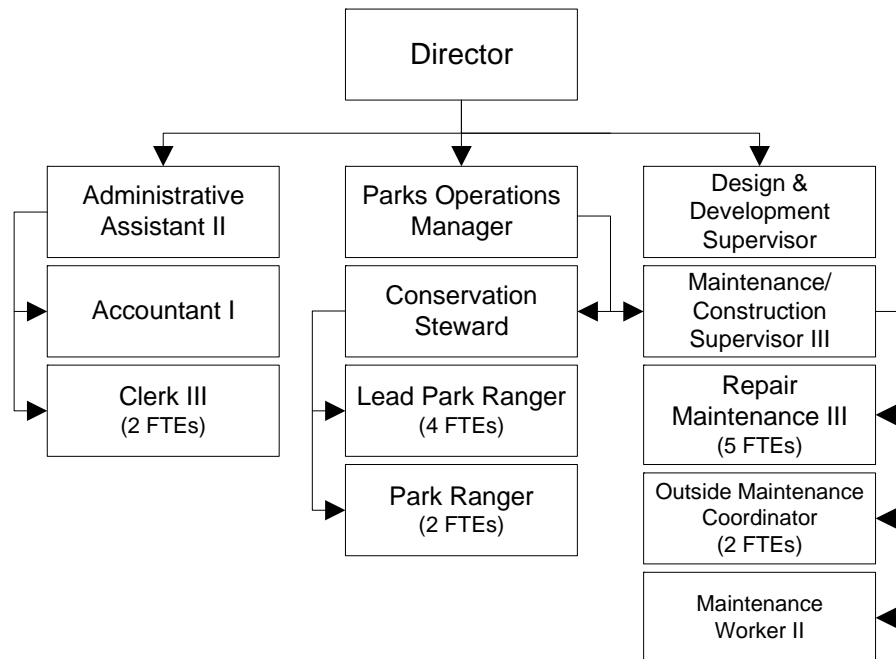 Director
Administrative
Assistant II
Accountant I
Clerk III
(2 FTEs)
Parks Operations
Manager
Conservation
Steward
Lead Park Ranger
(4 FTEs)
Park Ranger
(2 FTEs)
Design &
Development
Supervisor
Maintenance/
Construction
Supervisor III
Repair
Maintenance III
(5 FTEs)
Outside Maintenance
Coordinator
(2 FTEs)
Maintenance
Worker II